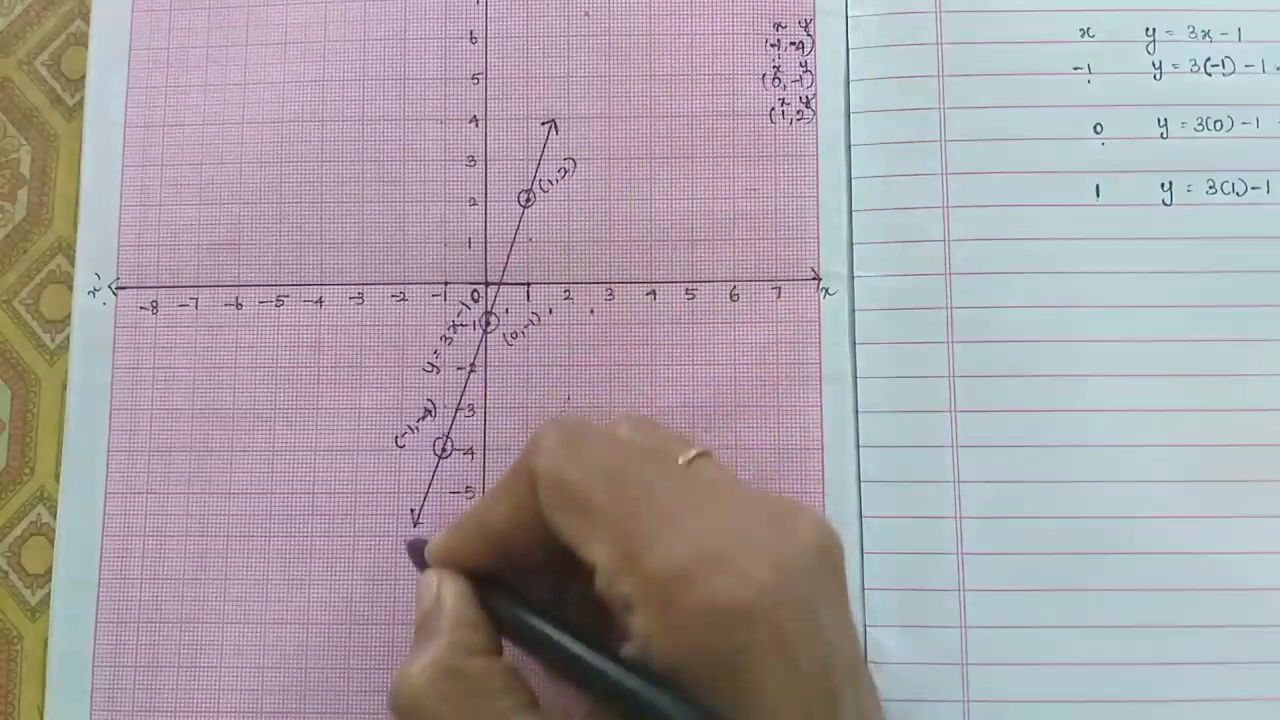 6
5
4
3
2
1
x' -8 -7 -6 -5 -4 -3 -2 -1 0 1 2 3 4 5 6 7 x
-1
-2
-3
-4
-5
(1,2)
(0,-1)
y = 3x-1
(-1,-4)
x y
(-1,-4)
x y
(0,-1)
x y
(1,2)
x y = 3x-1
-1 y = 3(-1)-1
0 y = 3(0)-1
1 y = 3(1)-1